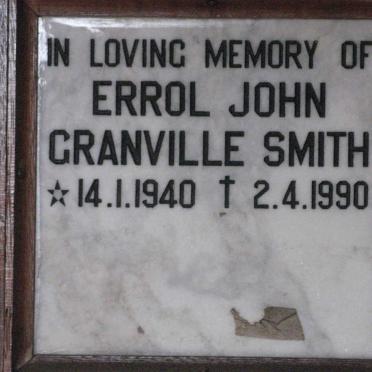 IN LOVING MEMORY OF
ERROL JOHN
GRANVILLE SMITH
☆ 14.1.1940 † 2.4.1990